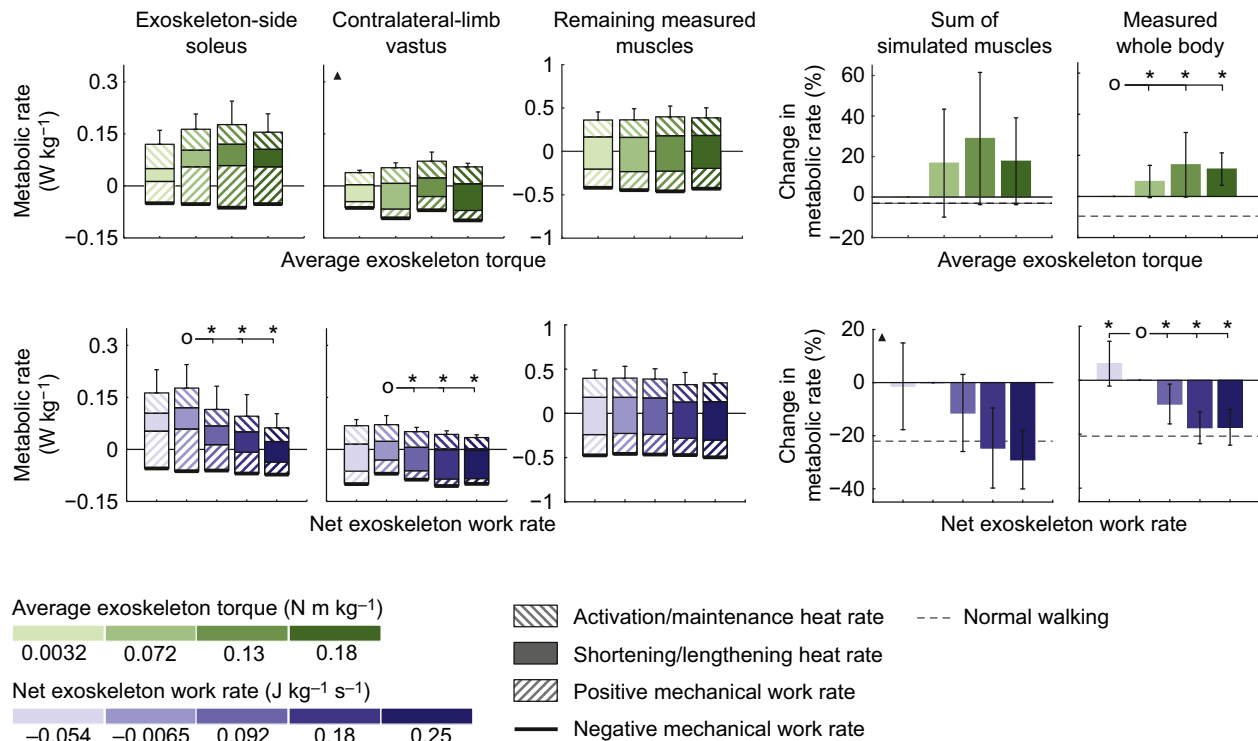 Exoskeleton-side
soleus
Contralateral-limb
vastus
Remaining measured
muscles
Sum of
simulated muscles
Measured
whole body
Metabolic rate
(W kg–1)
0.3
0.15
0
–0.15
▲
1
0.5
0
–0.5
–1
Average exoskeleton torque
Change in
metabolic rate (%)
60
40
20
0
–20
o * * *
Average exoskeleton torque
Metabolic rate
(W kg–1)
0.3
0.15
0
–0.15
o * * *
o * * *
1
0.5
0
–0.5
–1
Net exoskeleton work rate
Change in
metabolic rate (%)
20
0
–20
–40
▲
* o * * *
Net exoskeleton work rate
Average exoskeleton torque (N m kg–1)
0.0032 0.072 0.13 0.18
Net exoskeleton work rate (J kg–1 s–1)
–0.054 –0.0065 0.092 0.18 0.25
Activation/maintenance heat rate
Shortening/lengthening heat rate
Positive mechanical work rate
Negative mechanical work rate
Normal walking